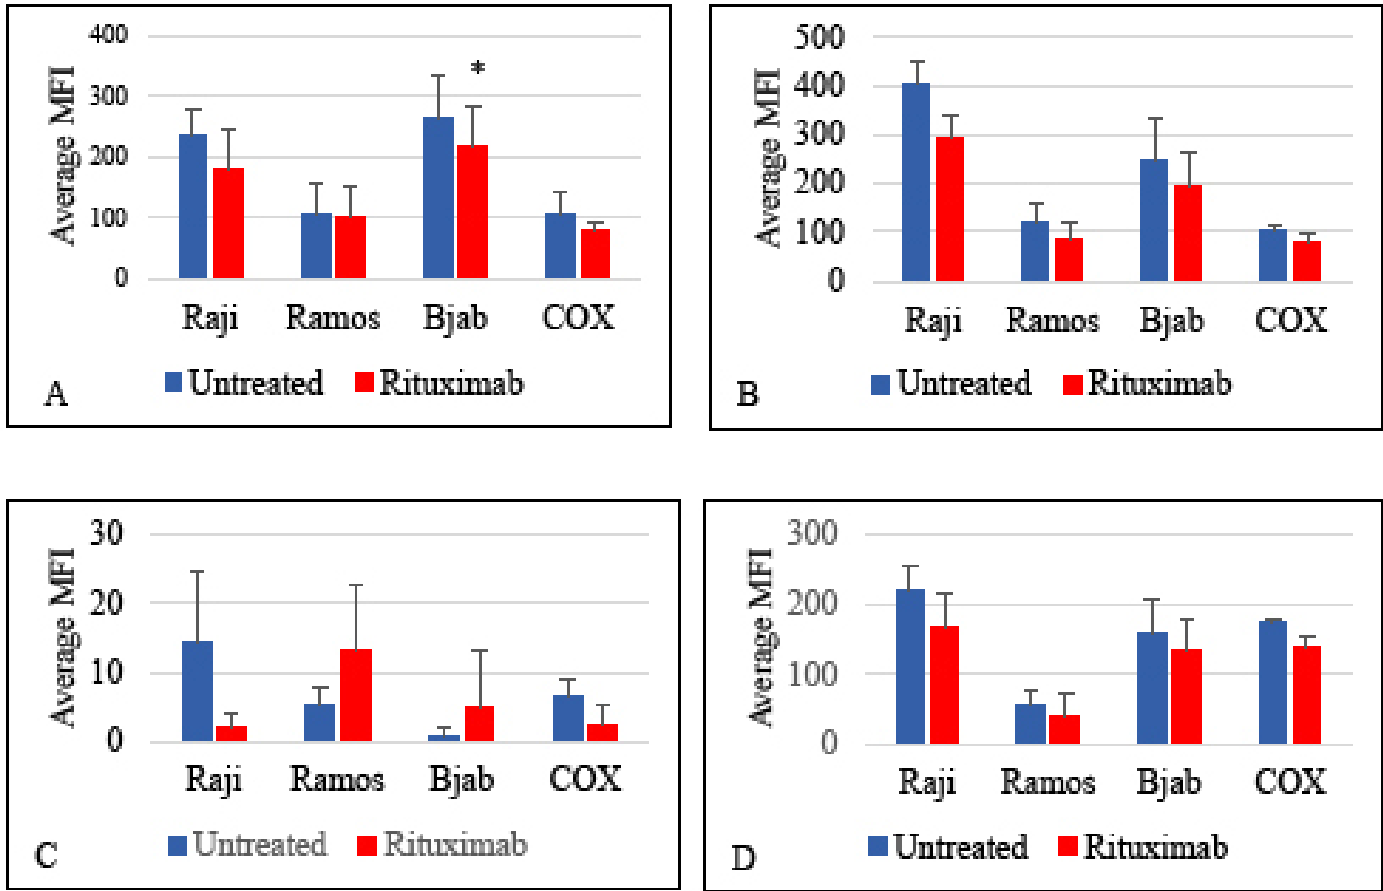 400
300
200
100
0
Average MFI
*
Raji Ramos Bjab COX
Untreated Rituximab
A
500
400
300
200
100
0
Average MFI
Raji Ramos Bjab COX
Untreated Rituximab
B
30
20
10
0
Average MFI
Raji Ramos Bjab COX
Untreated Rituximab
C
300
200
100
0
Average MFI
Raji Ramos Bjab COX
Untreated Rituximab
D